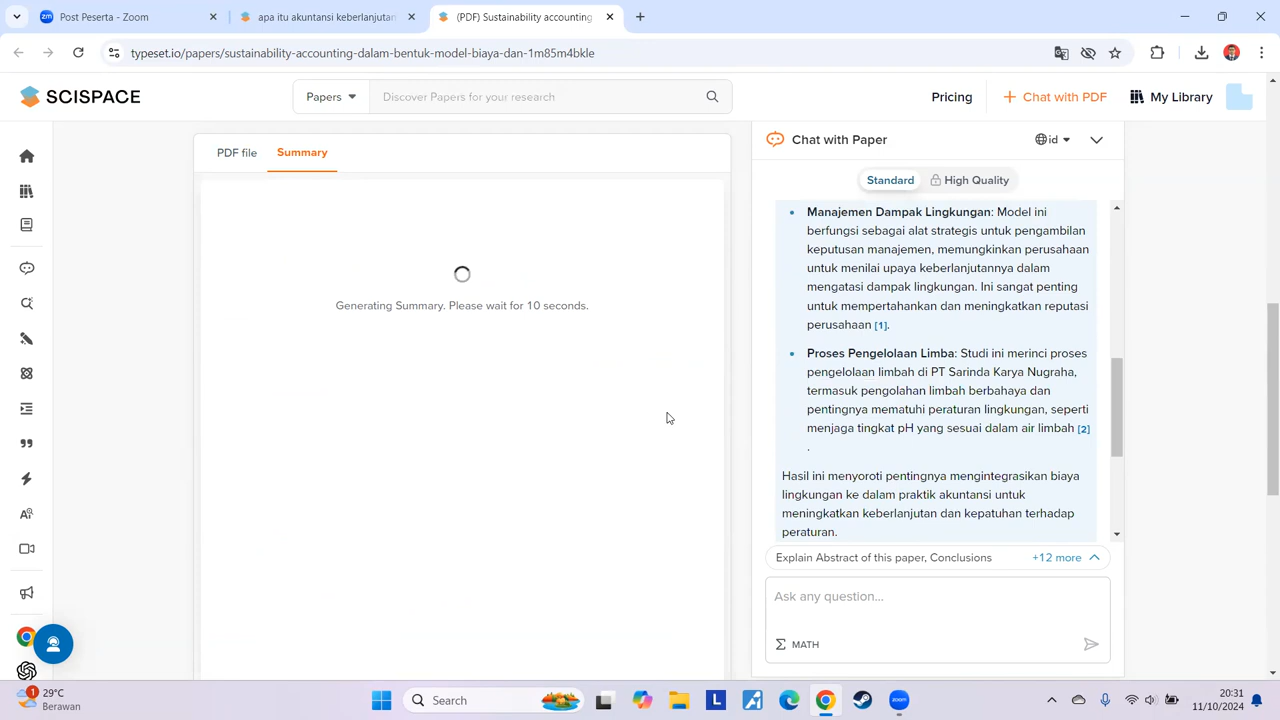 Post Peserta - Zoom
apa itu akuntansi keberlanjutan
(PDF) Sustainability accounting
typeset.io/papers/sustainability-accounting-dalam-bentuk-model-biaya-dan-1m85m4bkle
SCISPACE
Papers
Discover Papers for your research
Pricing
Chat with PDF
My Library
PDF file
Summary
Generating Summary. Please wait for 10 seconds.
Chat with Paper
id
Standard
High Quality
Manajemen Dampak Lingkungan: Model ini
berfungsi sebagai alat strategis untuk pengambilan
keputusan manajemen, memungkinkan perusahaan
untuk menilai upaya keberlanjutannya dalam
mengatasi dampak lingkungan. Ini sangat penting
untuk mempertahankan dan meningkatkan reputasi
perusahaan [1].
Proses Pengelolaan Limba: Studi ini merinci proses
pengelolaan limbah di PT Sarinda Karya Nugraha,
termasuk pengolahan limbah berbahaya dan
pentingnya mematuhi peraturan lingkungan, seperti
menjaga tingkat pH yang sesuai dalam air limbah [2]
.
Hasil ini menyoroti pentingnya mengintegrasikan biaya
lingkungan ke dalam praktik akuntansi untuk
meningkatkan keberlanjutan dan kepatuhan terhadap
peraturan.
Explain Abstract of this paper, Conclusions
+12 more
Ask any question...
Σ MATH
1
29°C
Berawan
Search
20:31
11/10/2024